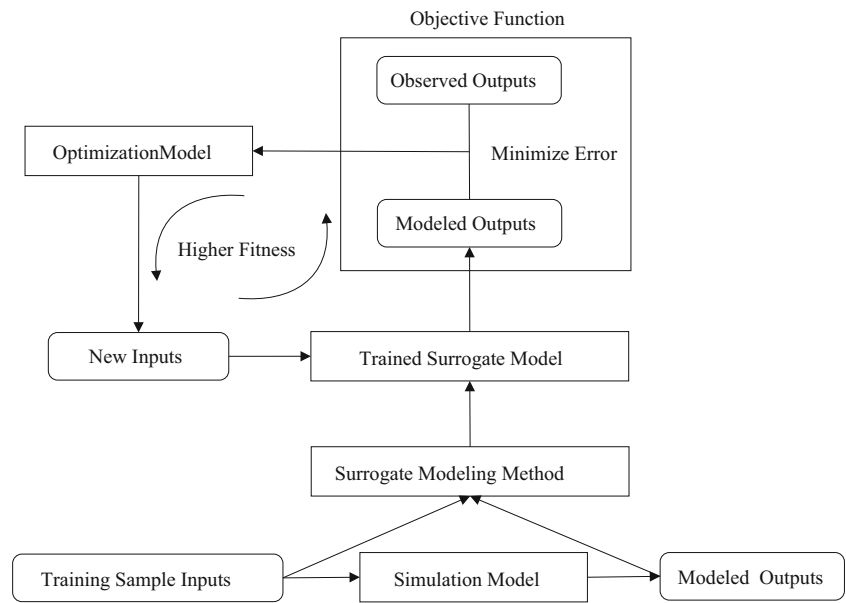 Objective Function
Observed Outputs
OptimizationModel
Minimize Error
Modeled Outputs
Higher Fitness
New Inputs
Trained Surrogate Model
Surrogate Modeling Method
Training Sample Inputs
Simulation Model
Modeled Outputs